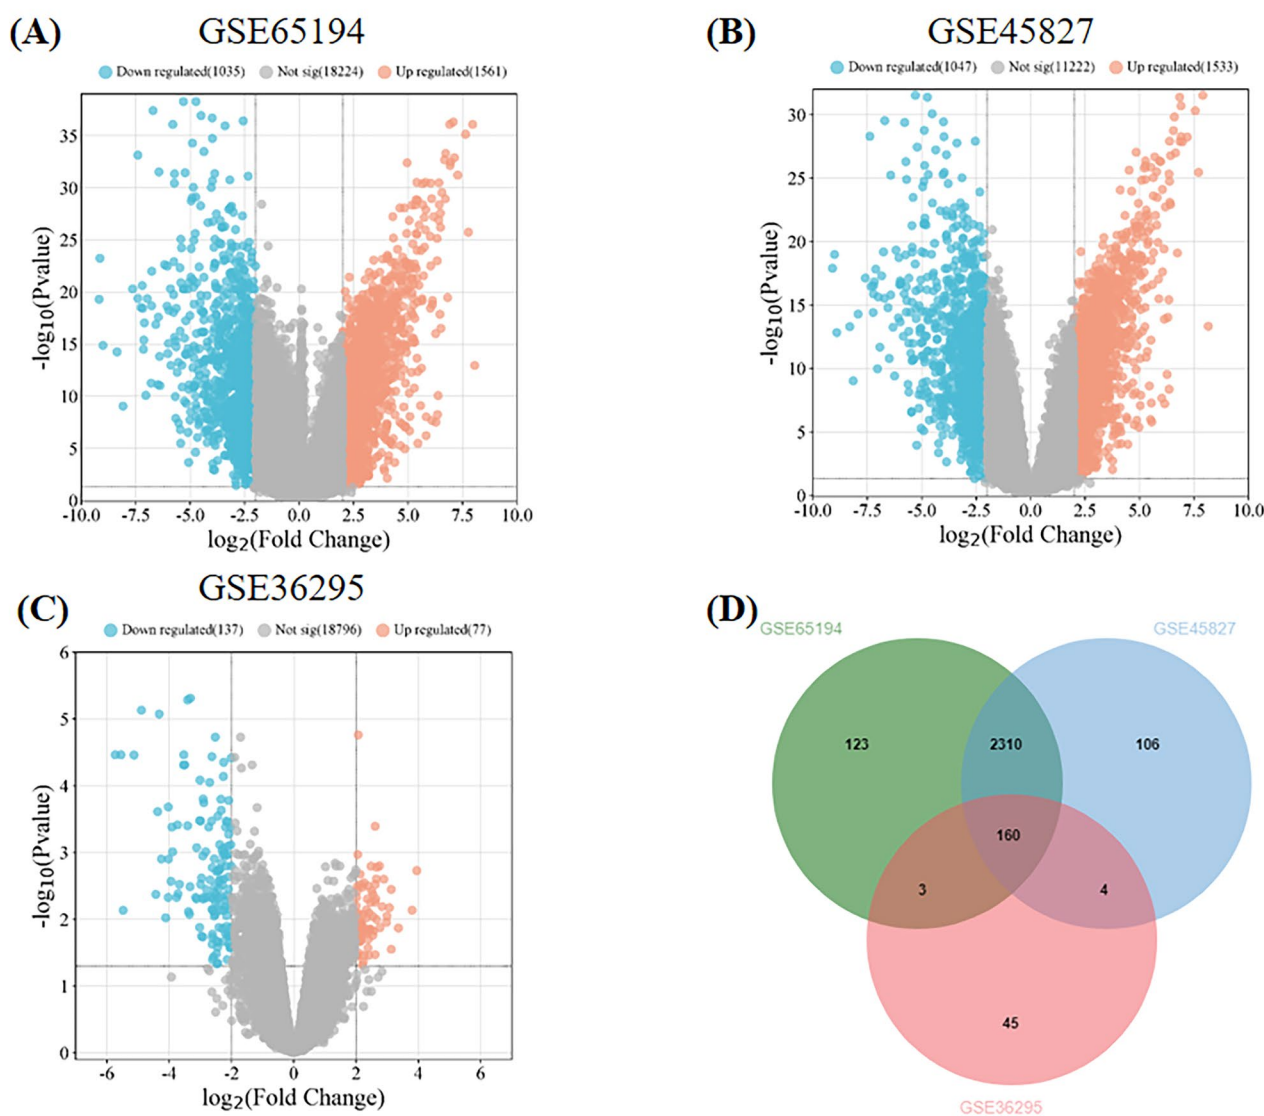 (A)
GSE65194
Down regulated(1035) Not sig(18224) Up regulated(1561)
35
30
25
20
15
10
5
0
-log10(Pvalue)
-10.0 -7.5 -5.0 -2.5 0.0 2.5 5.0 7.5 10.0
log2(Fold Change)
(B)
GSE45827
Down regulated(1047) Not sig(11222) Up regulated(1533)
30
25
20
15
10
5
0
-log10(Pvalue)
-10.0 -7.5 -5.0 -2.5 0.0 2.5 5.0 7.5 10.0
log2(Fold Change)
(C)
GSE36295
Down regulated(137) Not sig(18796) Up regulated(77)
6
5
4
3
2
1
0
-log10(Pvalue)
-6 -4 -2 0 2 4 6
log2(Fold Change)
(D)
GSE65194 GSE45827
123 2310 106
160
3 4
45
GSE36295